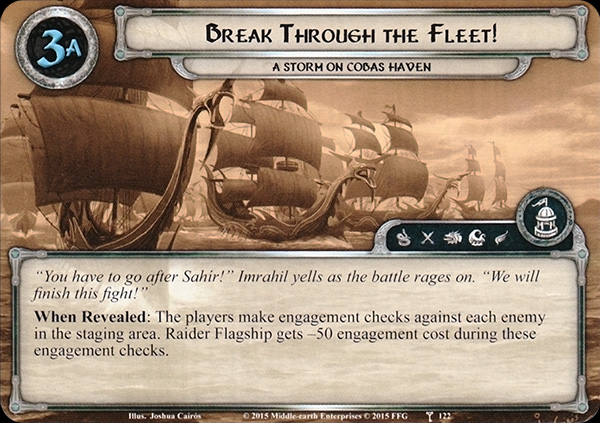 3A
BREAK THROUGH THE FLEET!
A STORM ON COBAS HAVEN
"You have to go after Sahír!" Imrahil yells as the battle rages on. "We will
finish this fight!"
When Revealed: The players make engagement checks against each enemy
in the staging area. Raider Flagship gets –50 engagement cost during these
engagement checks.
Illus. Joshua Cairós © 2015 Middle-earth Enterprises © 2015 FFG 122